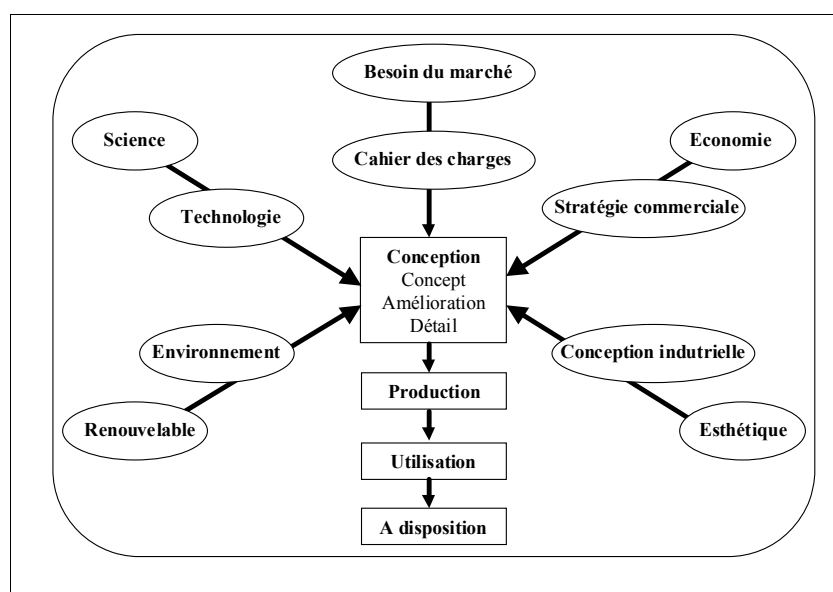 Besoin du marché
Science
Economie
Cahier des charges
Technologie
Stratégie commerciale
Conception
Concept
Amélioration
Détail
Environnement
Conception indutrielle
Production
Renouvelable
Esthétique
Utilisation
A disposition